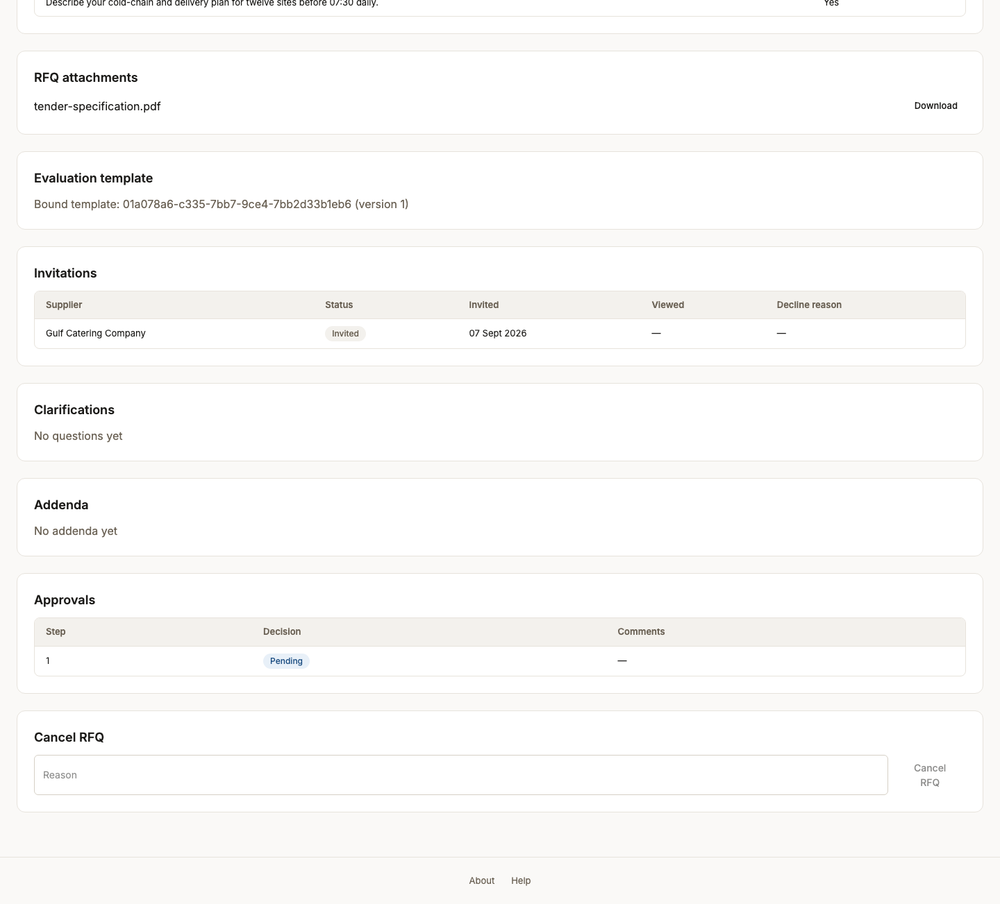 Describe your cold-chain and delivery plan for twelve sites before 07:30 daily. Yes
RFQ attachments
tender-specification.pdf Download
Evaluation template
Bound template: 01a078a6-c335-7bb7-9ce4-7bb2d33b1eb6 (version 1)
Invitations
Supplier Status Invited Viewed Decline reason
Gulf Catering Company Invited 07 Sept 2026 — —
Clarifications
No questions yet
Addenda
No addenda yet
Approvals
Step Decision Comments
1 Pending —
Cancel RFQ
Reason
Cancel
RFQ
About Help